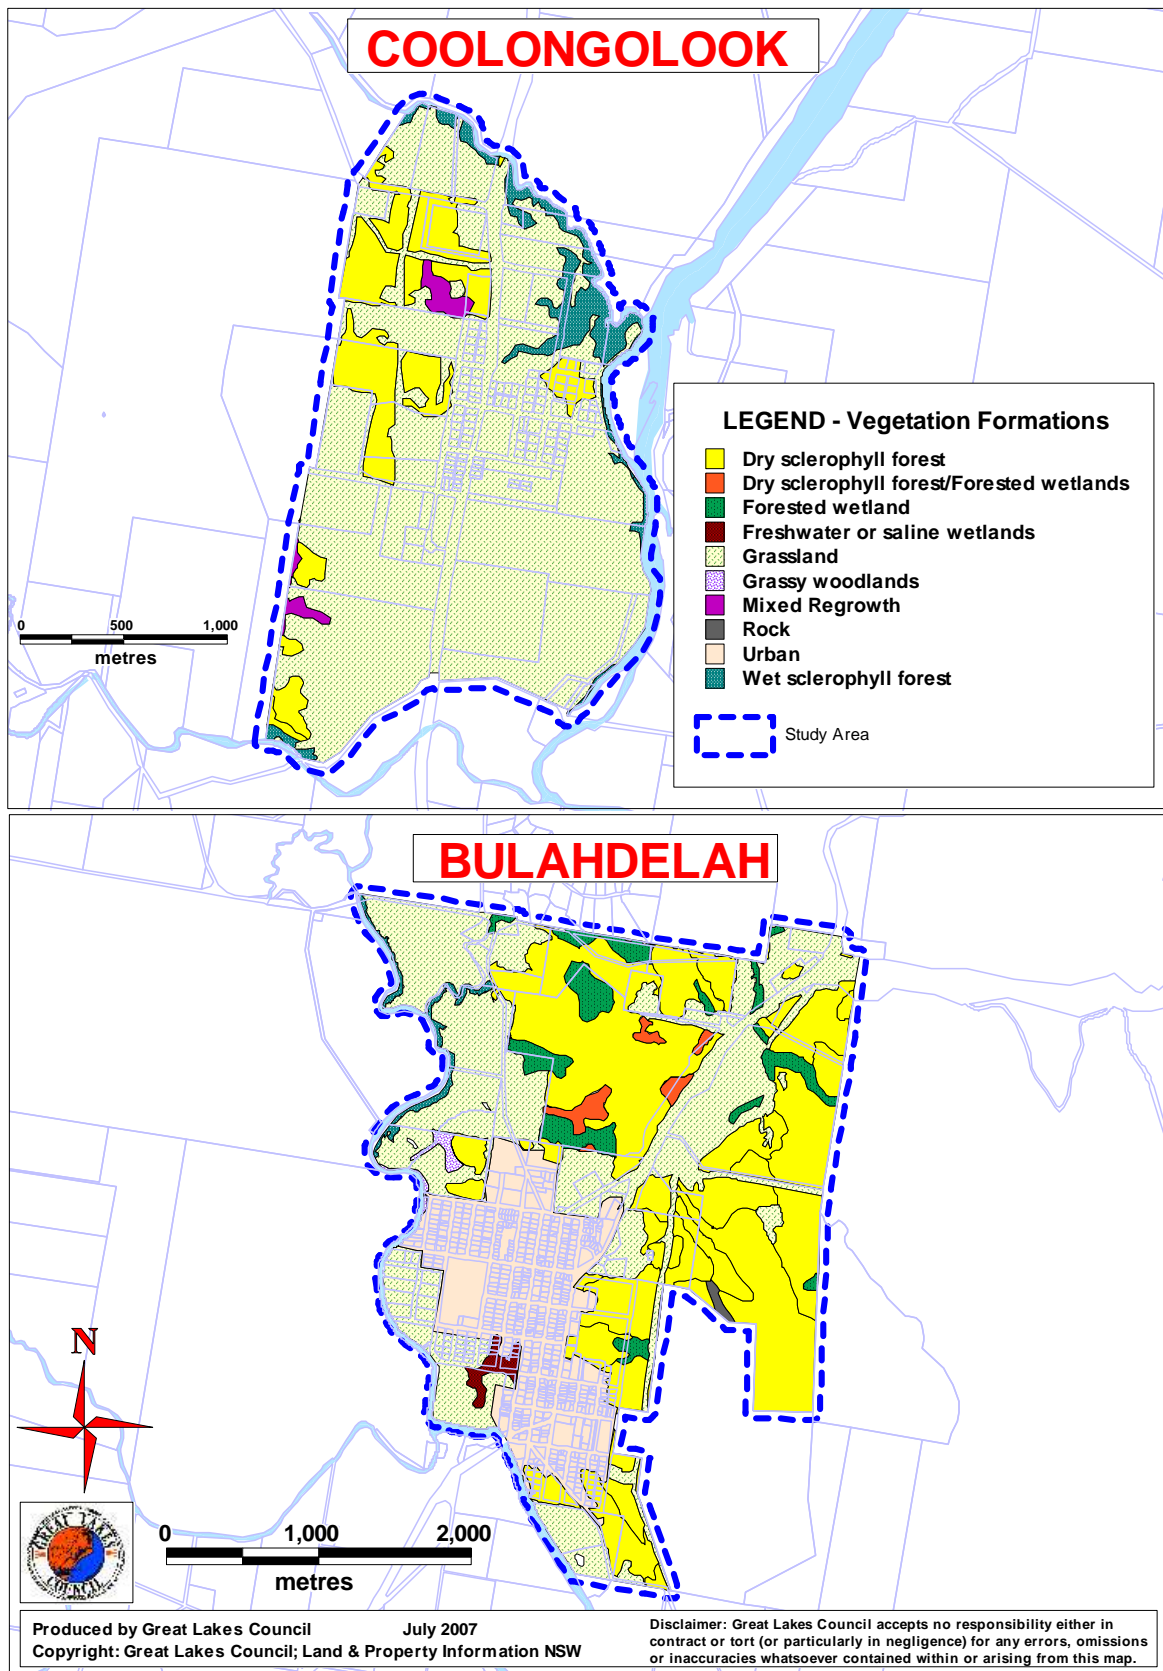 COOLONGOLOOK
LEGEND - Vegetation Formations
Dry sclerophyll forest
Dry sclerophyll forest/Forested wetlands
Forested wetland
Freshwater or saline wetlands
Grassland
Grassy woodlands
Mixed Regrowth
Rock
Urban
Wet sclerophyll forest
Study Area
0 500 1,000
metres
BULAHDELAH
N
GREAT LAKES
COUNCIL
0 1,000 2,000
metres
Produced by Great Lakes Council July 2007
Copyright: Great Lakes Council; Land & Property Information NSW
Disclaimer: Great Lakes Council accepts no responsibility either in
contract or tort (or particularly in negligence) for any errors, omissions
or inaccuracies whatsoever contained within or arising from this map.